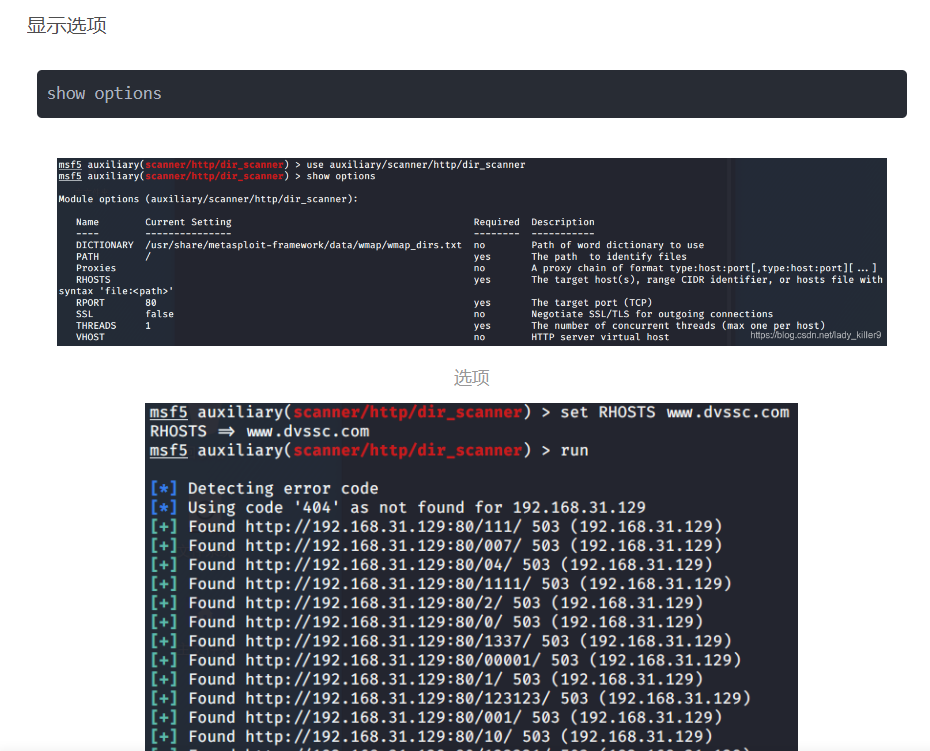 显示选项
show options
msf5 auxiliary(scanner/http/dir_scanner) > use auxiliary/scanner/http/dir_scanner
msf5 auxiliary(scanner/http/dir_scanner) > show options
Module options (auxiliary/scanner/http/dir_scanner):
Name Current Setting Required Description
---- --------------- -------- -----------
DICTIONARY /usr/share/metasploit-framework/data/wmap/wmap_dirs.txt no Path of word dictionary to use
PATH / yes The path to identify files
Proxies no A proxy chain of format type:host:port[,type:host:port][...]
RHOSTS yes The target host(s), range CIDR identifier, or hosts file with
syntax 'file:<path>'
RPORT 80 yes The target port (TCP)
SSL false no Negotiate SSL/TLS for outgoing connections
THREADS 1 yes The number of concurrent threads (max one per host)
VHOST no HTTP server virtual host
https://blog.csdn.net/lady_killer9
选项
msf5 auxiliary(scanner/http/dir_scanner) > set RHOSTS www.dvssc.com
RHOSTS => www.dvssc.com
msf5 auxiliary(scanner/http/dir_scanner) > run
[*] Detecting error code
[*] Using code '404' as not found for 192.168.31.129
[+] Found http://192.168.31.129:80/111/ 503 (192.168.31.129)
[+] Found http://192.168.31.129:80/007/ 503 (192.168.31.129)
[+] Found http://192.168.31.129:80/04/ 503 (192.168.31.129)
[+] Found http://192.168.31.129:80/1111/ 503 (192.168.31.129)
[+] Found http://192.168.31.129:80/2/ 503 (192.168.31.129)
[+] Found http://192.168.31.129:80/0/ 503 (192.168.31.129)
[+] Found http://192.168.31.129:80/1337/ 503 (192.168.31.129)
[+] Found http://192.168.31.129:80/00001/ 503 (192.168.31.129)
[+] Found http://192.168.31.129:80/1/ 503 (192.168.31.129)
[+] Found http://192.168.31.129:80/123123/ 503 (192.168.31.129)
[+] Found http://192.168.31.129:80/001/ 503 (192.168.31.129)
[+] Found http://192.168.31.129:80/10/ 503 (192.168.31.129)